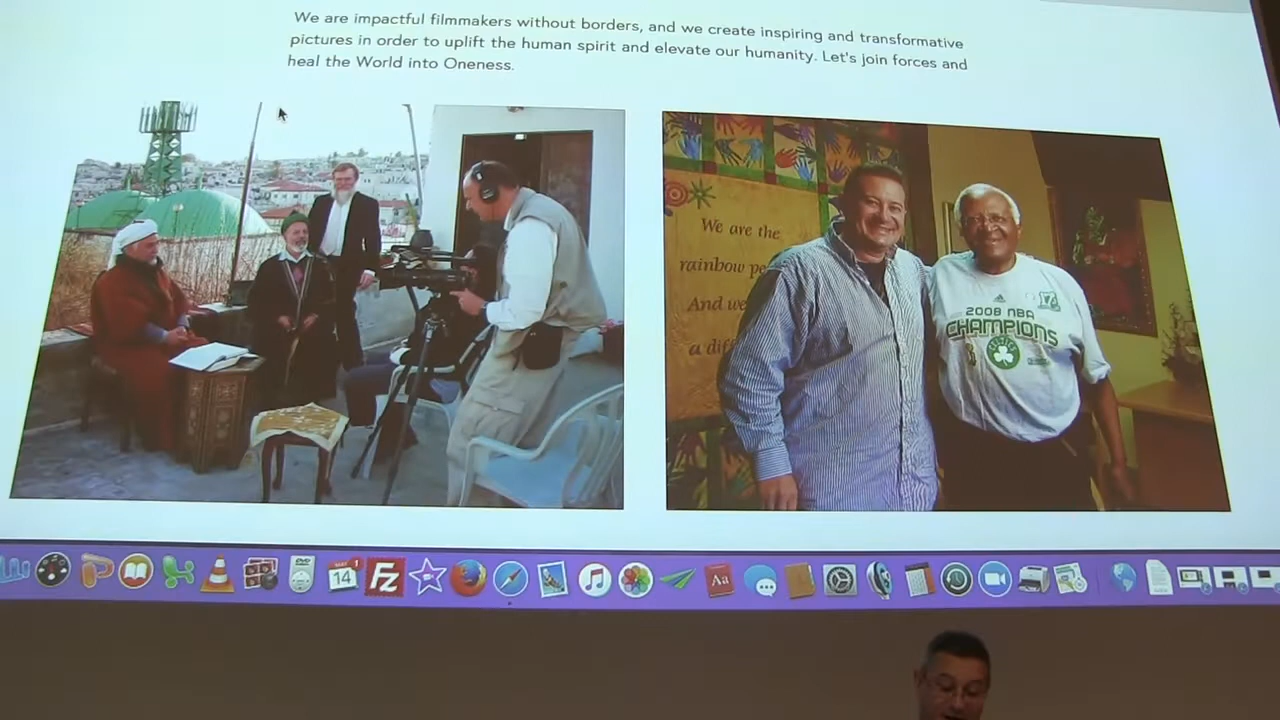 We are impactful filmmakers without borders, and we create inspiring and transformative
pictures in order to uplift the human spirit and elevate our humanity. Let's join forces and
heal the World into Oneness.
We are the
rainbow pe
And we
a diff
2008 NBA
CHAMPIONS
17
14
FZ
Aa